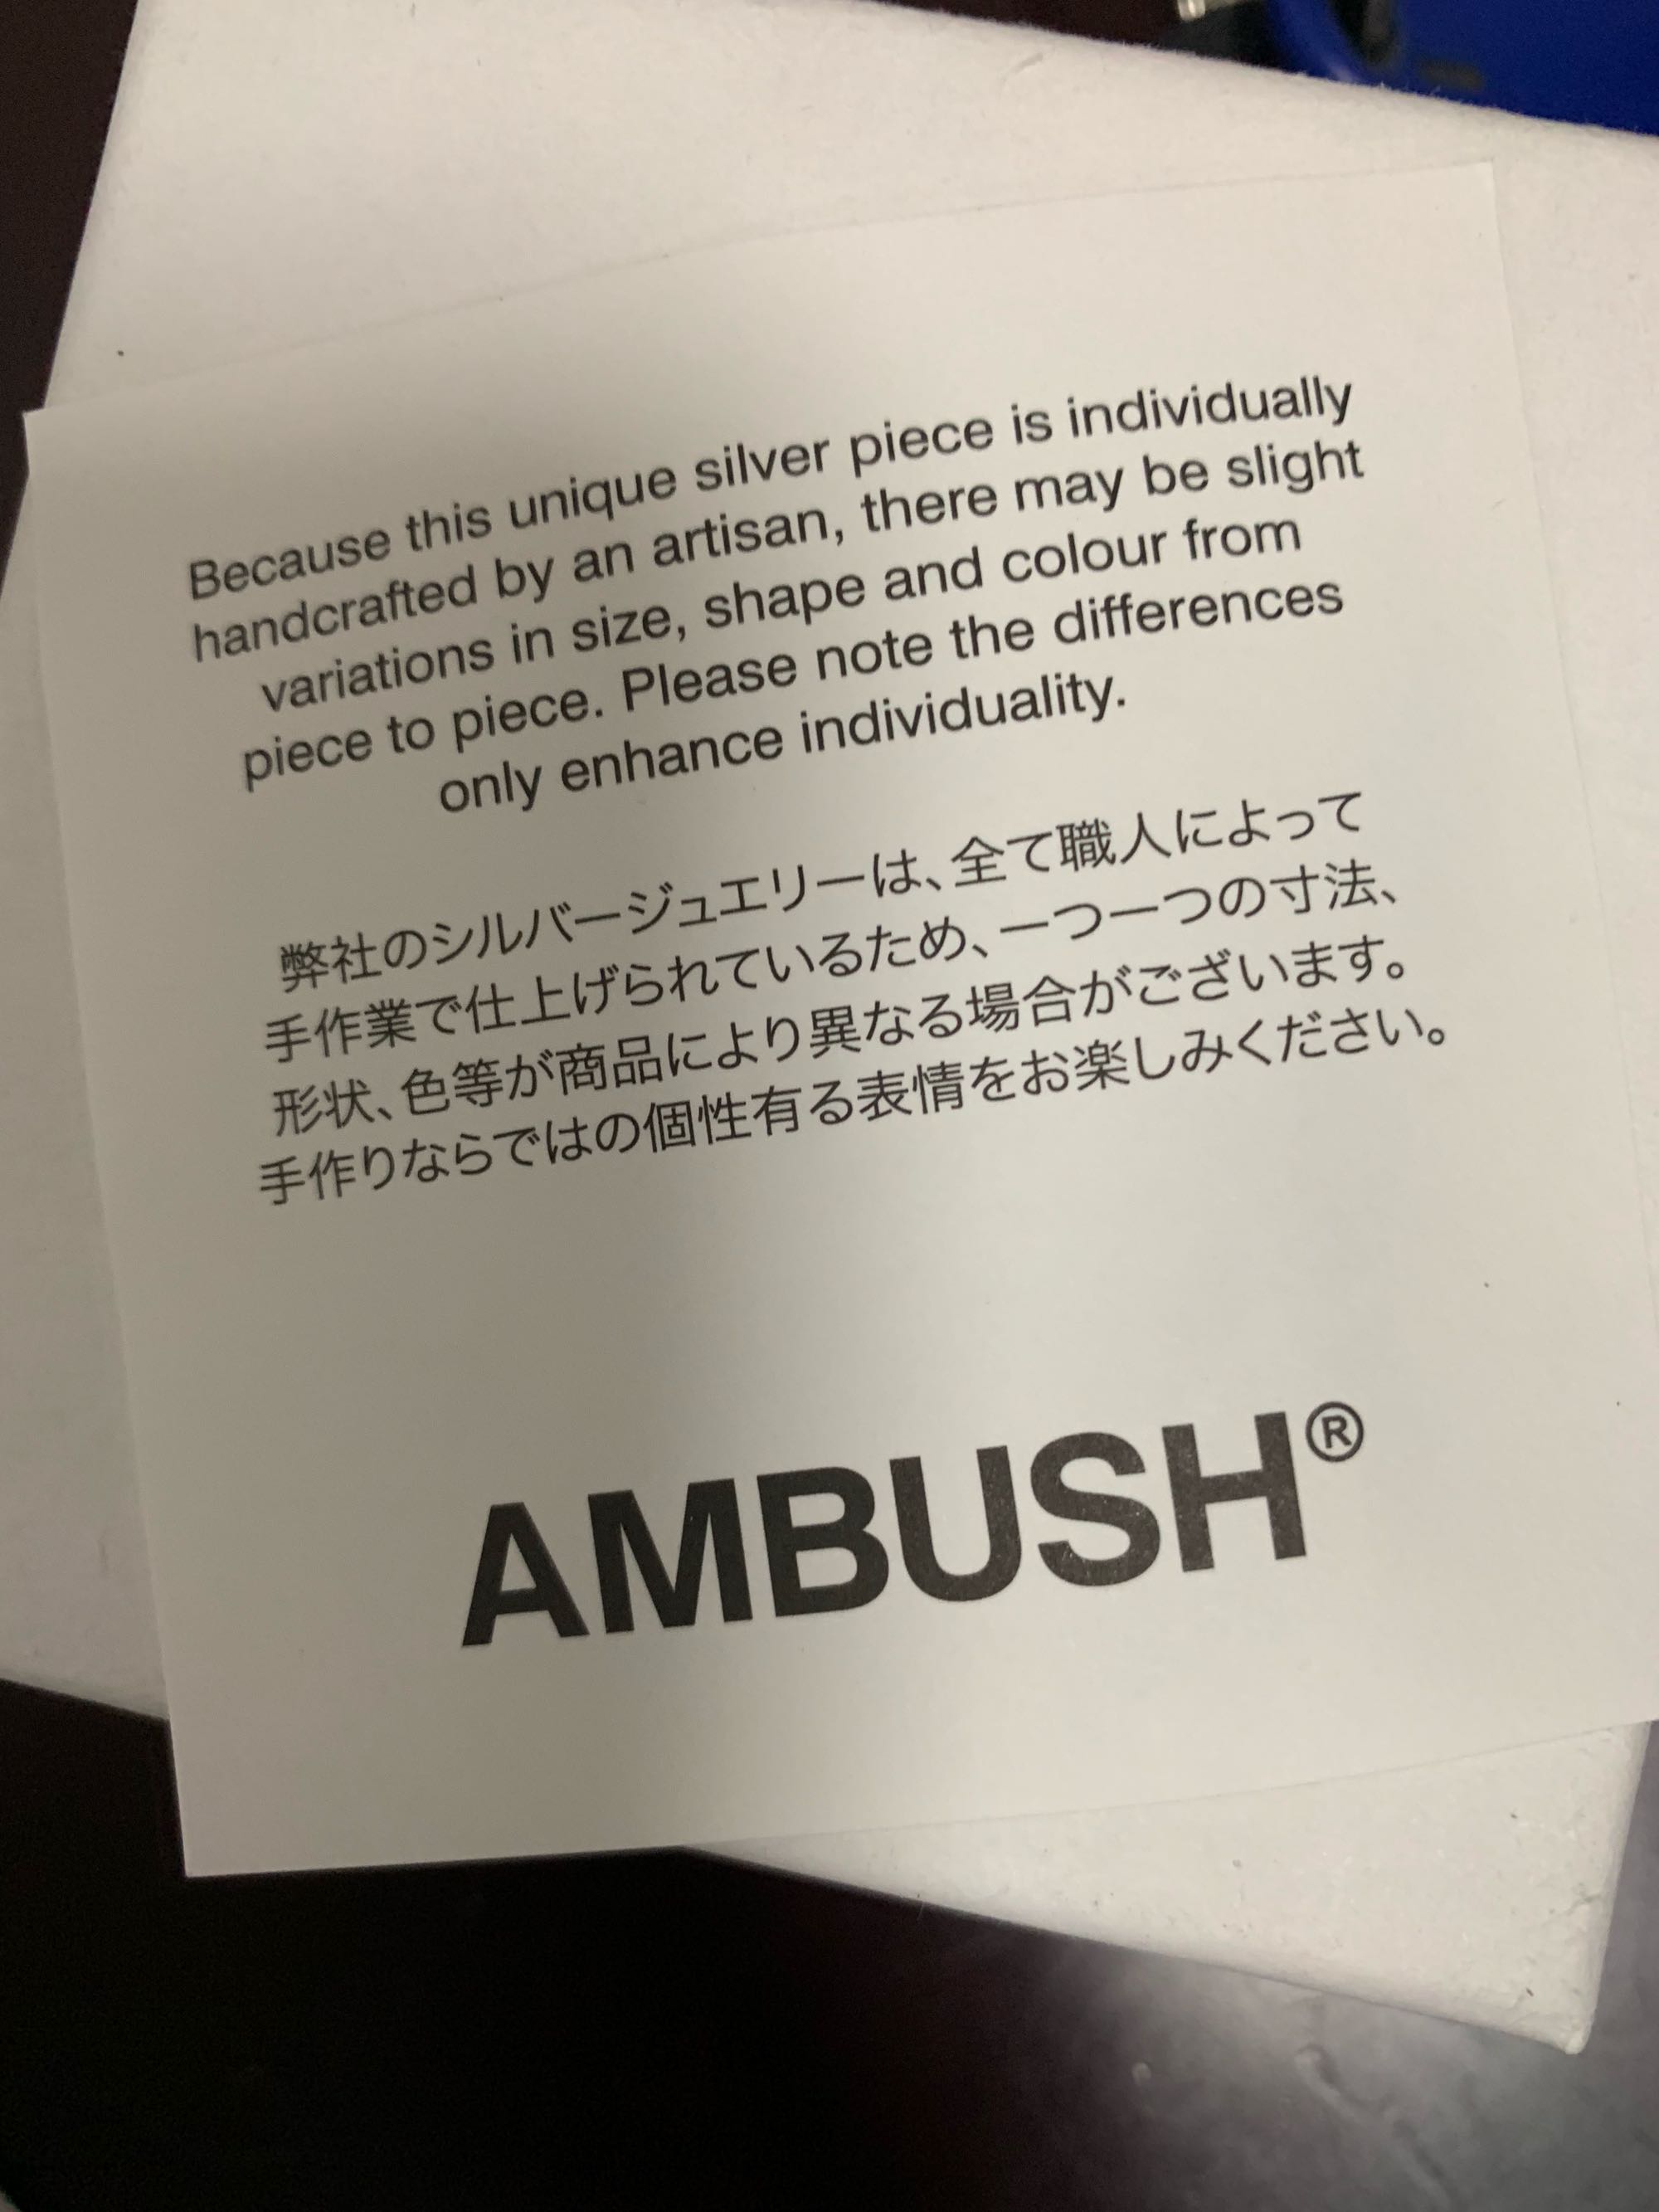 Because this unique silver piece is individually
handcrafted by an artisan, there may be slight
variations in size, shape and colour from
piece to piece. Please note the differences
only enhance individuality.
弊社のシルバージュエリーは、全て職人によって
手作業で仕上げられているため、一つ一つの寸法、
形状、色等が商品により異なる場合がございます。
手作りならではの個性有る表情をお楽しみください。
AMBUSH®